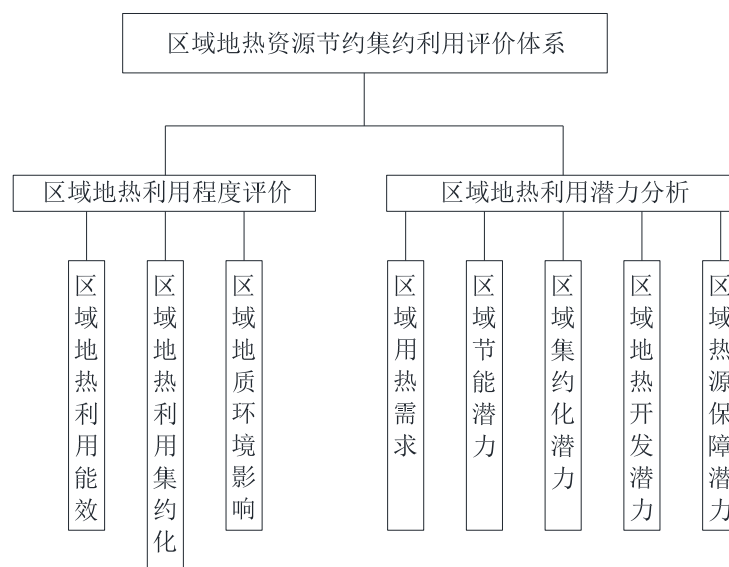 区域地热资源节约集约利用评价体系
区域地热利用程度评价
区域地热利用潜力分析
区域地热利用能效
区域地热利用集约化
区域地质环境影响
区域用热需求
区域节能潜力
区域集约化潜力
区域地热开发潜力
区域热源保障潜力